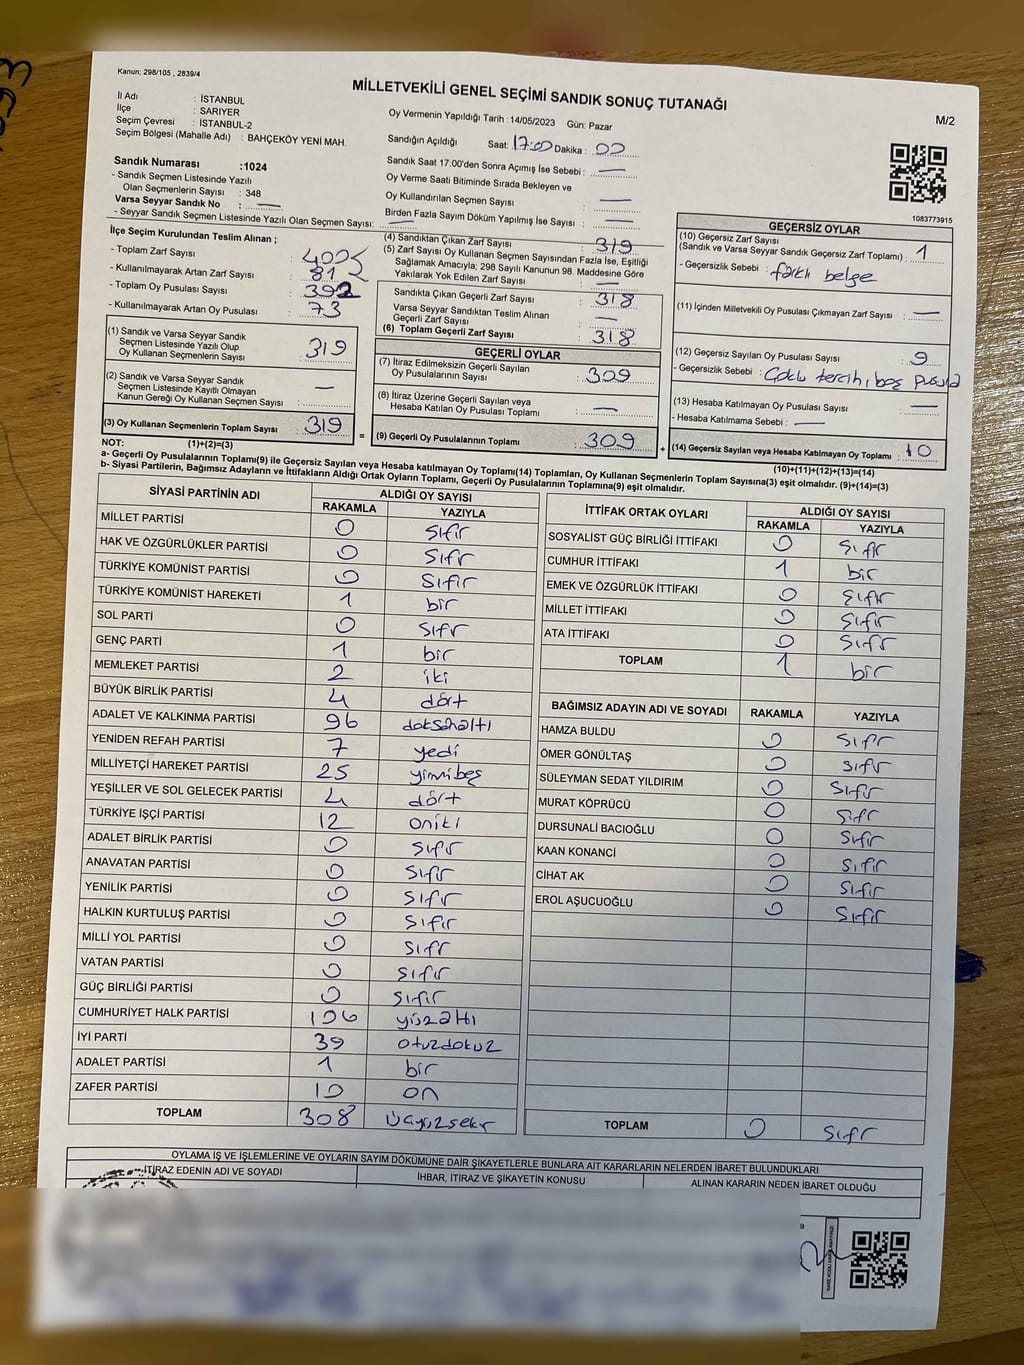 Kanun; 298/105 , 2839/4
MİLLETVEKİLİ GENEL SEÇİMİ SANDIK SONUÇ TUTANAĞI
M/2
İl Adı : İSTANBUL
İlçe : SARIYER
Seçim Çevresi : İSTANBUL-2
Seçim Bölgesi (Mahalle Adı) : BAHÇEKÖY YENİ MAH.
Sandık Numarası :1024
- Sandık Seçmen Listesinde Yazılı
Olan Seçmenlerin Sayısı : 348
Varsa Seyyar Sandık No : —
- Seyyar Sandık Seçmen Listesinde Yazılı Olan Seçmen Sayısı: —
Oy Vermenin Yapıldığı Tarih :14/05/2023 Gün: Pazar
Sandığın Açıldığı Saat: 17:00 Dakika : 00
Sandık Saat 17:00'den Sonra Açımış İse Sebebi : —
Oy Verme Saati Bitiminde Sırada Bekleyen ve
Oy Kullandırılan Seçmen Sayısı : —
Birden Fazla Sayım Döküm Yapılmış İse Sayısı : —
1083773915
İlçe Seçim Kurulundan Teslim Alınan ;
- Toplam Zarf Sayısı : 400
- Kullanılmayarak Artan Zarf Sayısı : 81
- Toplam Oy Pusulası Sayısı : 392
- Kullanılmayarak Artan Oy Pusulası : 73
(1) Sandık ve Varsa Seyyar Sandık
Seçmen Listesinde Yazılı Olup
Oy Kullanan Seçmenlerin Sayısı : 319
(2) Sandık ve Varsa Seyyar Sandık
Seçmen Listesinde Kayıtlı Olmayan
Kanun Gereği Oy Kullanan Seçmen Sayısı : —
(3) Oy Kullanan Seçmenlerin Toplam Sayısı : 319
(4) Sandıktan Çıkan Zarf Sayısı : 319
(5) Zarf Sayısı Oy Kullanan Seçmen Sayısından Fazla İse, Eşitliği
Sağlamak Amacıyla; 298 Sayılı Kanunun 98. Maddesine Göre
Yakılarak Yok Edilen Zarf Sayısı : —
Sandıkta Çıkan Geçerli Zarf Sayısı : 318
Varsa Seyyar Sandıktan Teslim Alınan
Geçerli Zarf Sayısı : —
(6) Toplam Geçerli Zarf Sayısı : 318
GEÇERLİ OYLAR
(7) İtiraz Edilmeksizin Geçerli Sayılan
Oy Pusulalarının Sayısı : 309
(8) İtiraz Üzerine Geçerli Sayılan veya
Hesaba Katılan Oy Pusulası Toplamı : —
= (9) Geçerli Oy Pusulalarının Toplamı : 309
GEÇERSİZ OYLAR
(10) Geçersiz Zarf Sayısı
(Sandık ve Varsa Seyyar Sandık Geçersiz Zarf Toplamı) : 1
- Geçersizlik Sebebi : farklı belge
(11) İçinden Milletvekili Oy Pusulası Çıkmayan Zarf Sayısı : —
(12) Geçersiz Sayılan Oy Pusulası Sayısı : 9
- Geçersizlik Sebebi : Çoklu tercih, boş pusula
(13) Hesaba Katılmayan Oy Pusulası Sayısı : —
- Hesaba Katılmama Sebebi : —
+ (14) Geçersiz Sayılan veya Hesaba Katılmayan Oy Toplamı : 10
NOT: (1)+(2)=(3)
(10)+(11)+(12)+(13)=(14)
a- Geçerli Oy Pusulalarının Toplamı(9) ile Geçersiz Sayılan veya Hesaba katılmayan Oy Toplamı(14) Toplamları, Oy Kullanan Seçmenlerin Toplam Sayısına(3) eşit olmalıdır. (9)+(14)=(3)
b- Siyasi Partilerin, Bağımsız Adayların ve İttifakların Aldığı Ortak Oyların Toplamı, Geçerli Oy Pusulalarının Toplamına(9) eşit olmalıdır.
SİYASİ PARTİNİN ADI ALDIĞI OY SAYISI
RAKAMLA YAZIYLA
MİLLET PARTİSİ 0 sıfır
HAK VE ÖZGÜRLÜKLER PARTİSİ 0 sıfır
TÜRKİYE KOMÜNİST PARTİSİ 0 sıfır
TÜRKİYE KOMÜNİST HAREKETİ 1 bir
SOL PARTİ 0 sıfır
GENÇ PARTİ 1 bir
MEMLEKET PARTİSİ 2 iki
BÜYÜK BİRLİK PARTİSİ 4 dört
ADALET VE KALKINMA PARTİSİ 96 doksanaltı
YENİDEN REFAH PARTİSİ 7 yedi
MİLLİYETÇİ HAREKET PARTİSİ 25 yirmibeş
YEŞİLLER VE SOL GELECEK PARTİSİ 4 dört
TÜRKİYE İŞÇİ PARTİSİ 12 oniki
ADALET BİRLİK PARTİSİ 0 sıfır
ANAVATAN PARTİSİ 0 sıfır
YENİLİK PARTİSİ 0 sıfır
HALKIN KURTULUŞ PARTİSİ 0 sıfır
MİLLİ YOL PARTİSİ 0 sıfır
VATAN PARTİSİ 0 sıfır
GÜÇ BİRLİĞİ PARTİSİ 0 sıfır
CUMHURİYET HALK PARTİSİ 106 yüzaltı
İYİ PARTİ 39 otuzdokuz
ADALET PARTİSİ 1 bir
ZAFER PARTİSİ 10 on
TOPLAM 308 üçyüzsekiz
İTTİFAK ORTAK OYLARI ALDIĞI OY SAYISI
RAKAMLA YAZIYLA
SOSYALİST GÜÇ BİRLİĞİ İTTİFAKI 0 sıfır
CUMHUR İTTİFAKI 1 bir
EMEK VE ÖZGÜRLÜK İTTİFAKI 0 sıfır
MİLLET İTTİFAKI 0 sıfır
ATA İTTİFAKI 0 sıfır
TOPLAM 1 bir
BAĞIMSIZ ADAYIN ADI VE SOYADI RAKAMLA YAZIYLA
HAMZA BULDU 0 sıfır
ÖMER GÖNÜLTAŞ 0 sıfır
SÜLEYMAN SEDAT YILDIRIM 0 sıfır
MURAT KÖPRÜCÜ 0 sıfır
DURSUNALİ BACIOĞLU 0 sıfır
KAAN KONANCİ 0 sıfır
CİHAT AK 0 sıfır
EROL AŞUCUOĞLU 0 sıfır
TOPLAM 0 sıfır
OYLAMA İŞ VE İŞLEMLERİNE VE OYLARIN SAYIM DÖKÜMÜNE DAİR ŞİKAYETLERLE BUNLARA AİT KARARLARIN NELERDEN İBARET BULUNDUKLARI
İTİRAZ EDENİN ADI VE SOYADI İHBAR, İTİRAZ VE ŞİKAYETİN KONUSU ALINAN KARARIN NEDEN İBARET OLDUĞU